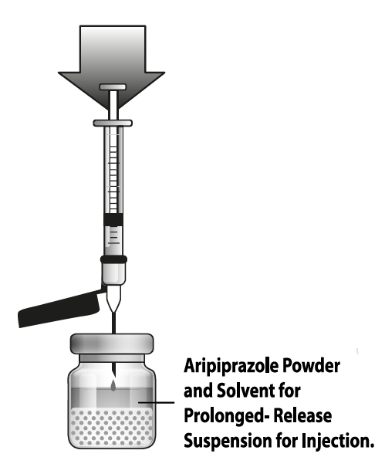 Aripiprazole Powder
and Solvent for
Prolonged- Release
Suspension for Injection.